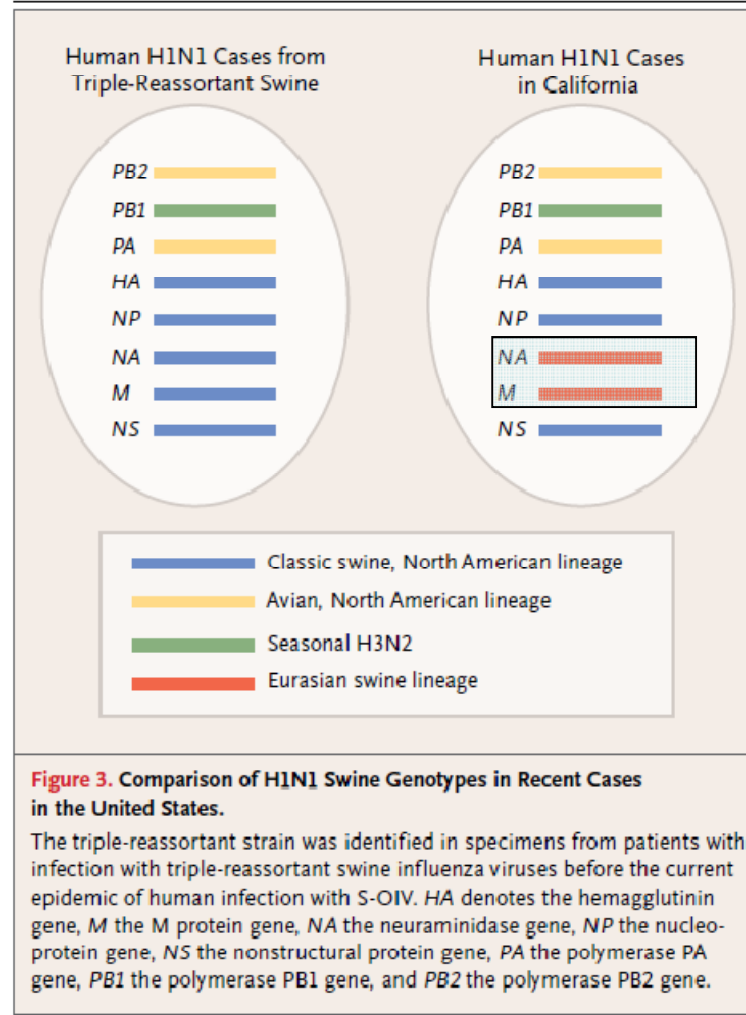 Human H1N1 Cases from
Triple-Reassortant Swine
PB2
PB1
PA
HA
NP
NA
M
NS
Human H1N1 Cases
in California
PB2
PB1
PA
HA
NP
NA
M
NS
Classic swine, North American lineage
Avian, North American lineage
Seasonal H3N2
Eurasian swine lineage
Figure 3. Comparison of H1N1 Swine Genotypes in Recent Cases
in the United States.
The triple-reassortant strain was identified in specimens from patients with
infection with triple-reassortant swine influenza viruses before the current
epidemic of human infection with S-OIV. HA denotes the hemagglutinin
gene, M the M protein gene, NA the neuraminidase gene, NP the nucleo-
protein gene, NS the nonstructural protein gene, PA the polymerase PA
gene, PB1 the polymerase PB1 gene, and PB2 the polymerase PB2 gene.